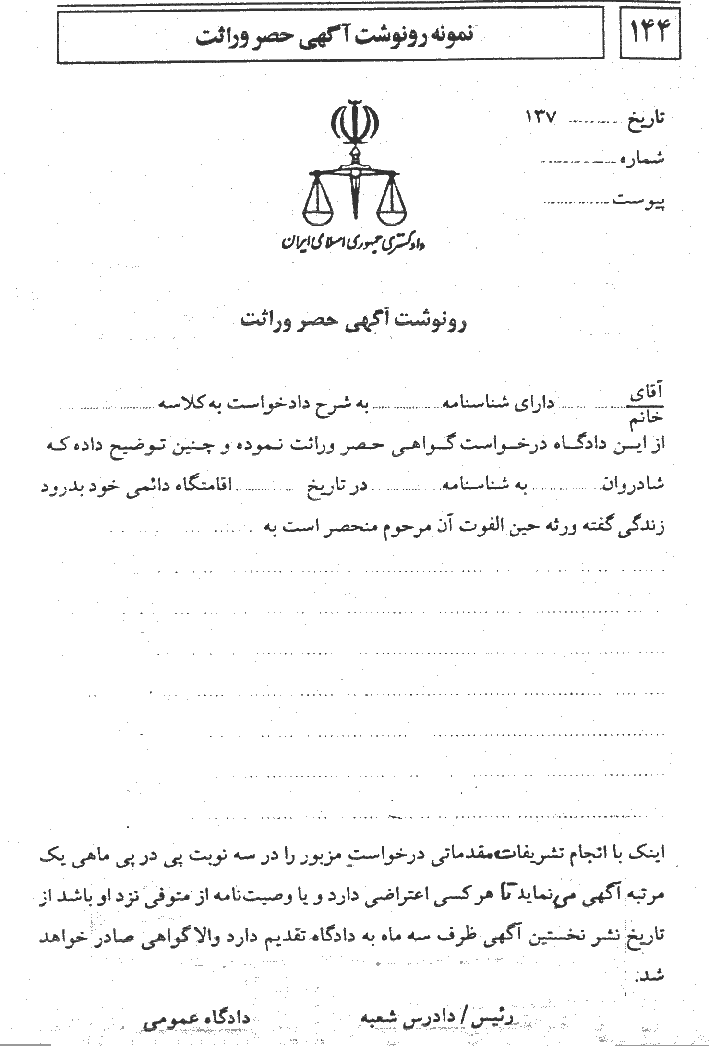 ۱۴۴
نمونه رونوشت آگهی حصر وراثت
تاریخ .......... ۱۳۷
شماره ..............
پیوست ..............
دادگستری جمهوری اسلامی ایران
رونوشت آگهی حصر وراثت
آقای
خانم .............. دارای شناسنامه .............. به شرح دادخواست به کلاسه ..............
از این دادگاه درخواست گواهی حصر وراثت نموده و چنین توضیح داده که
شادروان .............. به شناسنامه .............. در تاریخ .............. اقامتگاه دائمی خود بدرود
زندگی گفته ورثه حین الفوت آن مرحوم منحصر است به ..............
اینک با انجام تشریفات مقدماتی درخواست مزبور را در سه نوبت پی در پی ماهی یک
مرتبه آگهی می‌نماید تا هر کسی اعتراضی دارد و یا وصیت‌نامه از متوفی نزد او باشد از
تاریخ نشر نخستین آگهی ظرف سه ماه به دادگاه تقدیم دارد والا گواهی صادر خواهد
شد.
رئیس / دادرس شعبه دادگاه عمومی